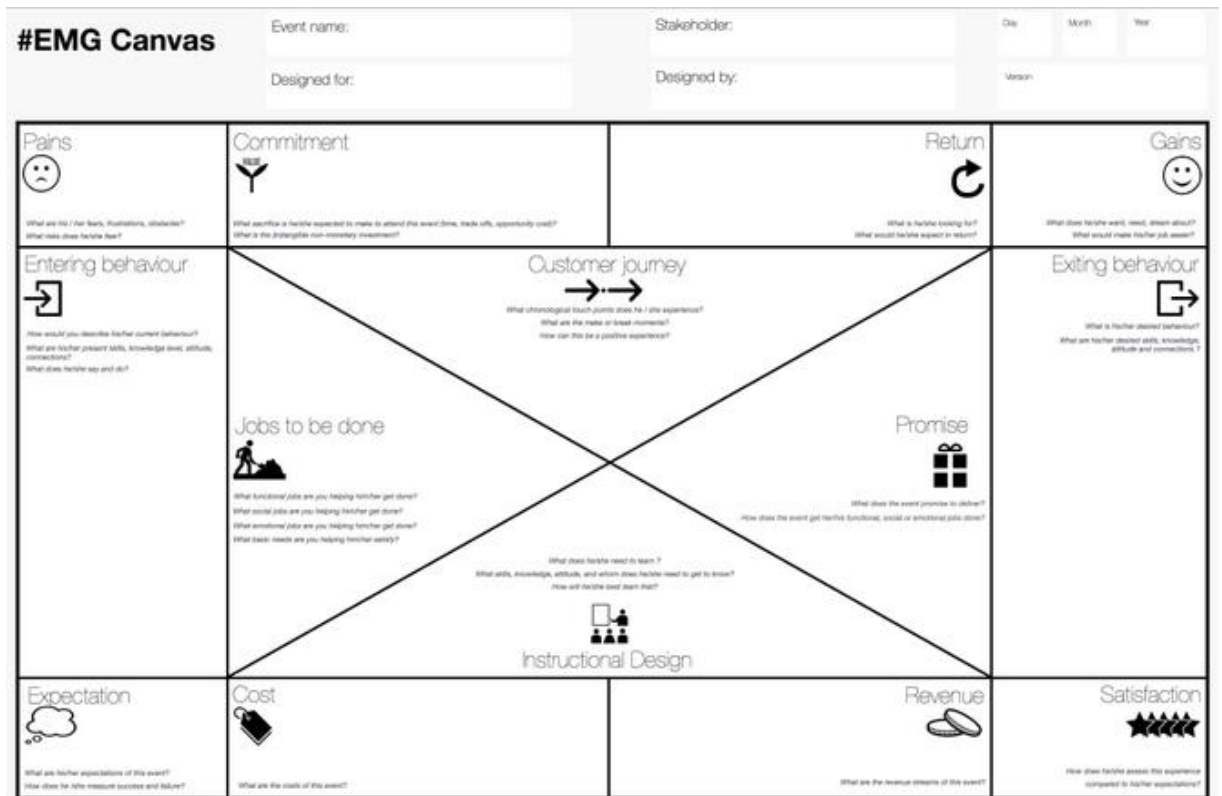 #EMG Canvas
Event name:
Stakeholder:
Day
Month
Year
Designed for:
Designed by:
Version
Pains
What are his / her fears, frustrations, obstacles?
What risks does he/she fear?
Commitment
What sacrifice is he/she expected to make to attend this event (time, trade offs, opportunity cost)?
What is the (in)tangible non-monetary investment?
Return
What is he/she looking for?
What would he/she expect in return?
Gains
What does he/she want, need, dream about?
What would make his/her job easier?
Entering behaviour
How would you describe his/her current behaviour?
What are his/her present skills, knowledge level, attitude,
connections?
What does he/she say and do?
Customer journey
What chronological touch points does he / she experience?
What are the make or break moments?
How can this be a positive experience?
Exiting behaviour
What is his/her desired behaviour?
What are his/her desired skills, knowledge,
attitude and connections ?
Jobs to be done
What functional jobs are you helping him/her get done?
What social jobs are you helping him/her get done?
What emotional jobs are you helping him/her get done?
What basic needs are you helping him/her satisfy?
Promise
What does the event promise to deliver?
How does the event get her/his functional, social or emotional jobs done?
What does he/she need to learn ?
What skills, knowledge, attitude, and whom does he/she need to get to know?
How will he/she best learn that?
Instructional Design
Expectation
What are his/her expectations of this event?
How does he /she measure success and failure?
Cost
What are the costs of this event?
Revenue
What are the revenue streams of this event?
Satisfaction
How does he/she assess this experience
compared to his/her expectations?